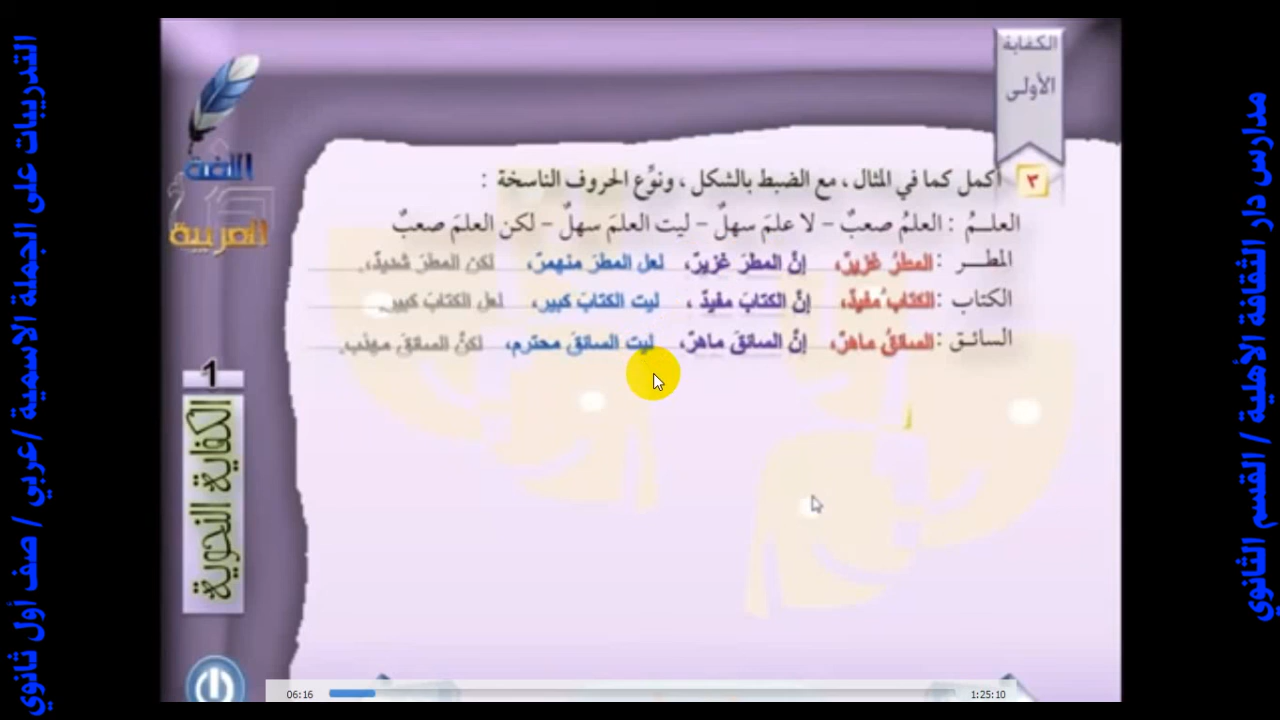 مدارس دار الثقافة الأهلية / القسم الثانوي
التدريبات على الجملة الاسمية /عربي / صف أول ثانوي
الكفاية
الأولى
اللغة
العربية
٣ أكمل كما في المثال ، مع الضبط بالشكل ، ونوِّع الحروف الناسخة :
العلــمُ : العلمُ صعبٌ – لا علمَ سهلٌ – ليت العلمَ سهلٌ – لكن العلمَ صعبٌ
المطــر : المطرُ غزيرٌ، إنَّ المطرَ غزيرٌ، لعل المطرَ منهمرٌ، لكن المطرَ شديدٌ.
الكتاب : الكتابُ مفيدٌ، إنَّ الكتابَ مفيدٌ ، ليت الكتابَ كبير، لعل الكتابَ كبير.
السائـق : السائقُ ماهرٌ، إنَّ السائقَ ماهرٌ، ليت السائقَ محترم، لكنَّ السائقَ مهذب.
1
الكفاية النحوية
06:16
1:25:10